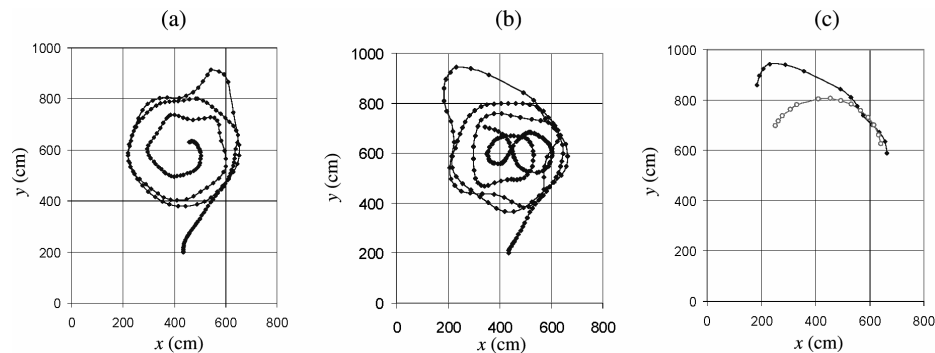 (a) (b) (c)
1000 1000 1000
800 800 800
600 600 600
400 400 400
200 200 200
0 0 0
y (cm) y (cm) y (cm)
0 200 400 600 800 0 200 400 600 800 0 200 400 600 800
x (cm) x (cm) x (cm)